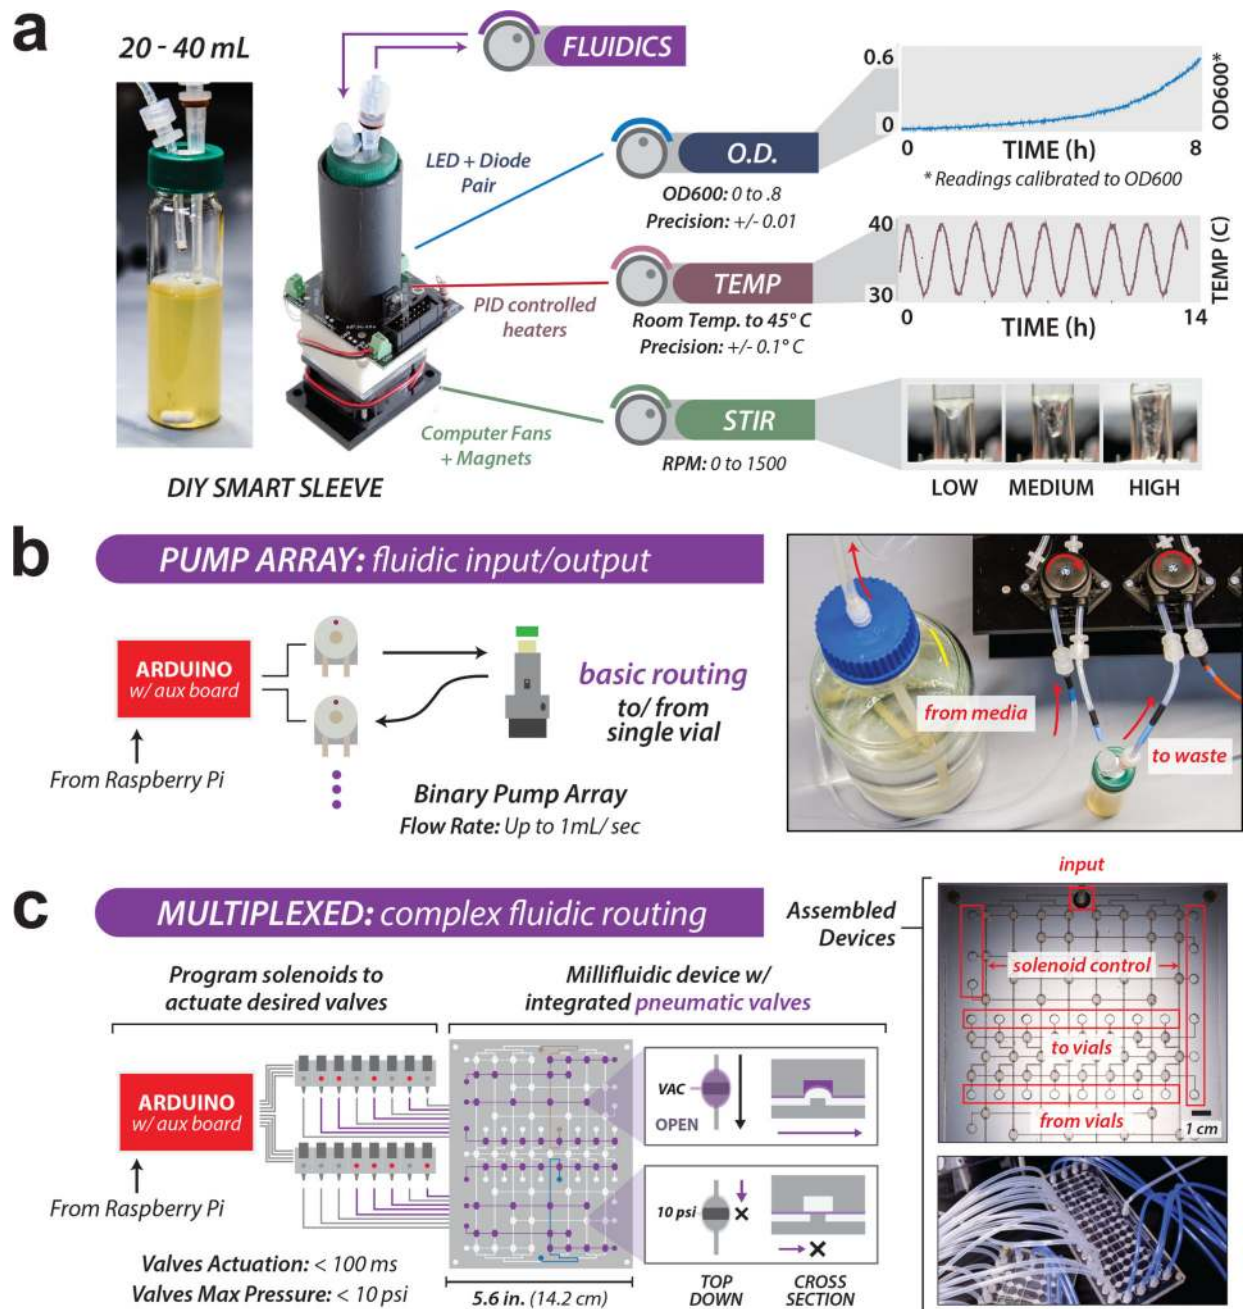 a
20 - 40 mL
FLUIDICS
LED + Diode
Pair
O.D.
OD600: 0 to .8
Precision: +/- 0.01
0.6
0
0
TIME (h)
8
OD600*
* Readings calibrated to OD600
PID controlled
heaters
TEMP
Room Temp. to 45° C
Precision: +/- 0.1° C
40
30
0
TIME (h)
14
TEMP (C)
Computer Fans
+ Magnets
STIR
RPM: 0 to 1500
LOW
MEDIUM
HIGH
DIY SMART SLEEVE
b
PUMP ARRAY: fluidic input/output
ARDUINO
w/ aux board
From Raspberry Pi
basic routing
to/ from
single vial
Binary Pump Array
Flow Rate: Up to 1mL/ sec
from media
to waste
c
MULTIPLEXED: complex fluidic routing
Program solenoids to
actuate desired valves
Millifluidic device w/
integrated pneumatic valves
ARDUINO
w/ aux board
From Raspberry Pi
Valves Actuation: < 100 ms
Valves Max Pressure: < 10 psi
5.6 in. (14.2 cm)
VAC
OPEN
10 psi
TOP
DOWN
CROSS
SECTION
Assembled
Devices
input
solenoid control
to vials
from vials
1 cm